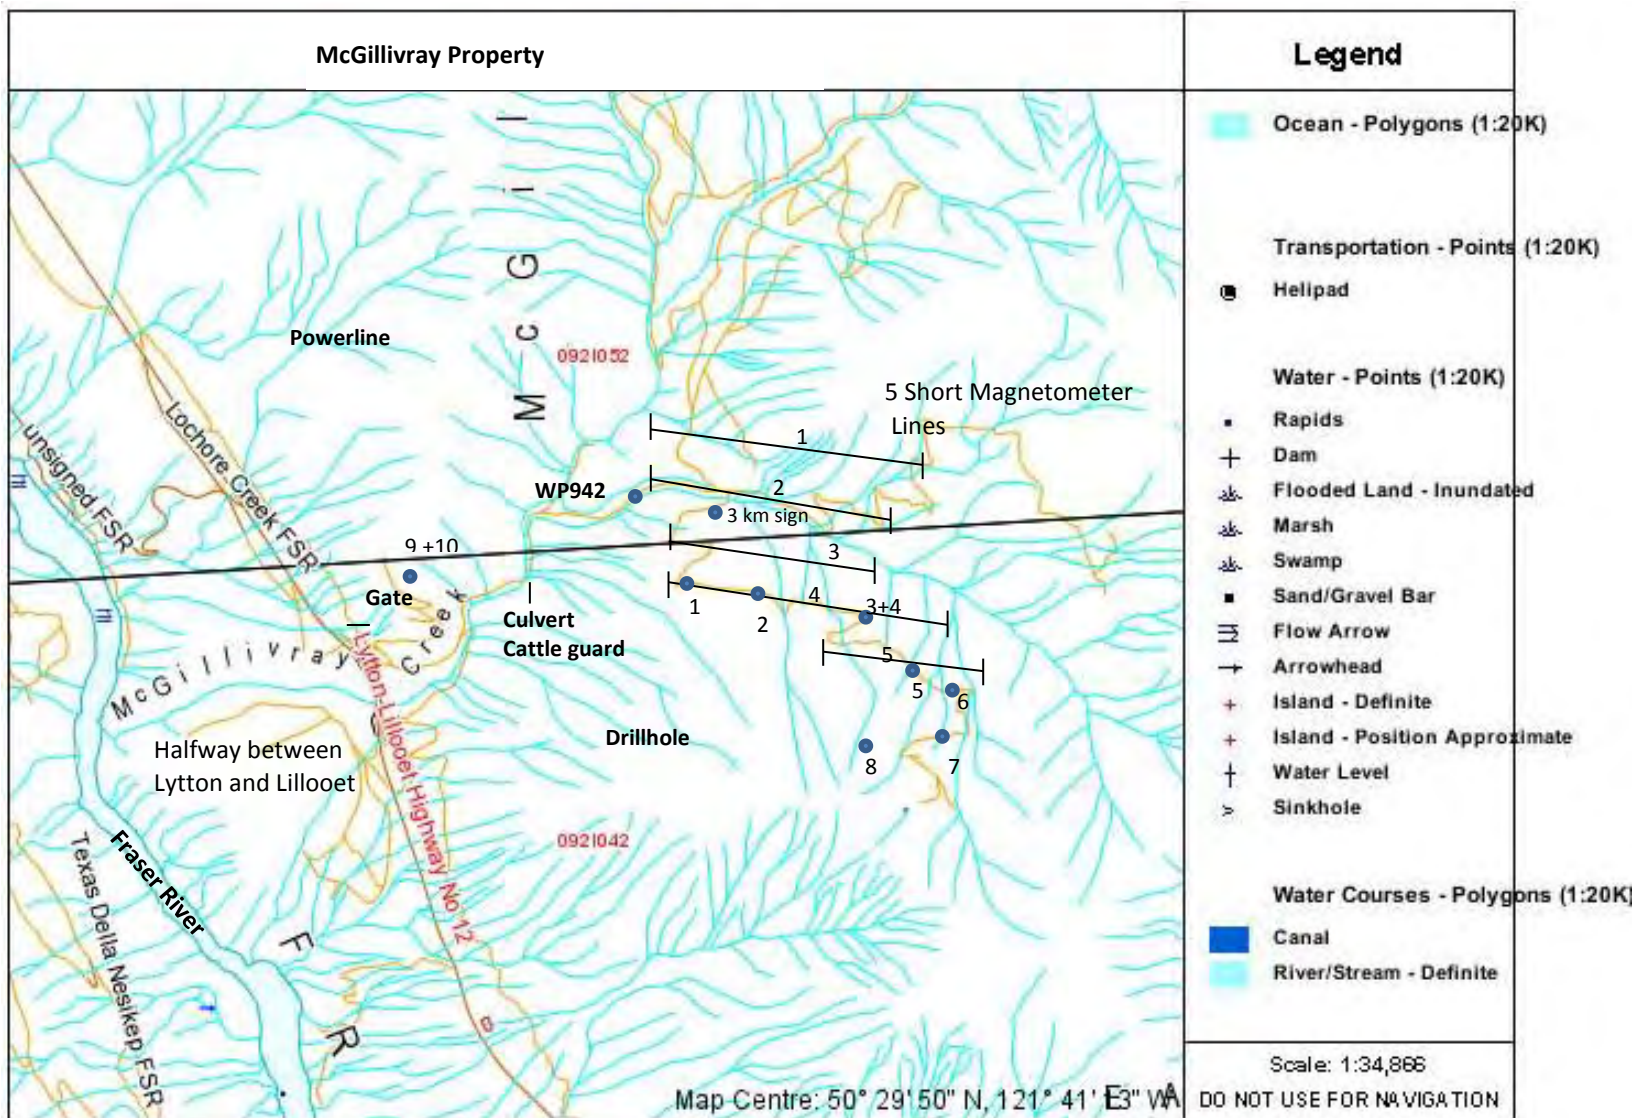 McGillivray Property
Legend
Ocean - Polygons (1:20K)
Transportation - Points (1:20K)
Helipad
Water - Points (1:20K)
Rapids
Dam
Flooded Land - Inundated
Marsh
Swamp
Sand/Gravel Bar
Flow Arrow
Arrowhead
Island - Definite
Island - Position Approximate
Water Level
Sinkhole
Water Courses - Polygons (1:20K)
Canal
River/Stream - Definite
Scale: 1:34,866
DO NOT USE FOR NAVIGATION
McGil
Powerline
092I052
5 Short Magnetometer
Lines
1
Lochore Creek FSR
unsigned FSR
WP942
2
3 km sign
9 +10
3
Gate
1
2
4
3+4
Culvert
Cattle guard
McGillivray Creek
5
5
6
Lytton-Lillooet Highway No 12
Halfway between
Lytton and Lillooet
Drillhole
8
7
092I042
Fraser River
Texas Della Nesikep FSR
F
R
Map Centre: 50° 29' 50" N, 121° 41'